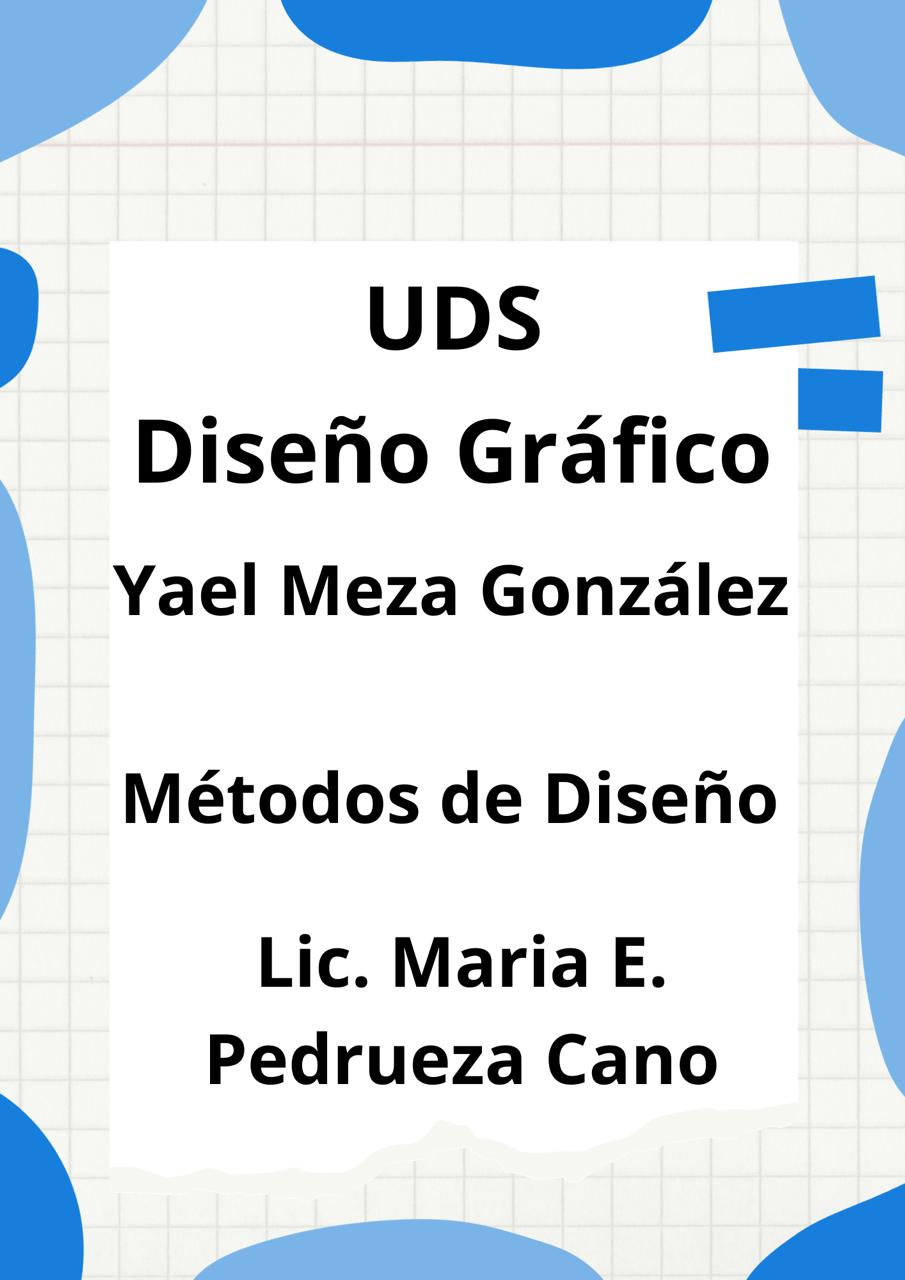 UDS
Diseño Gráfico
Yael Meza González
Métodos de Diseño
Lic. Maria E.
Pedrueza Cano